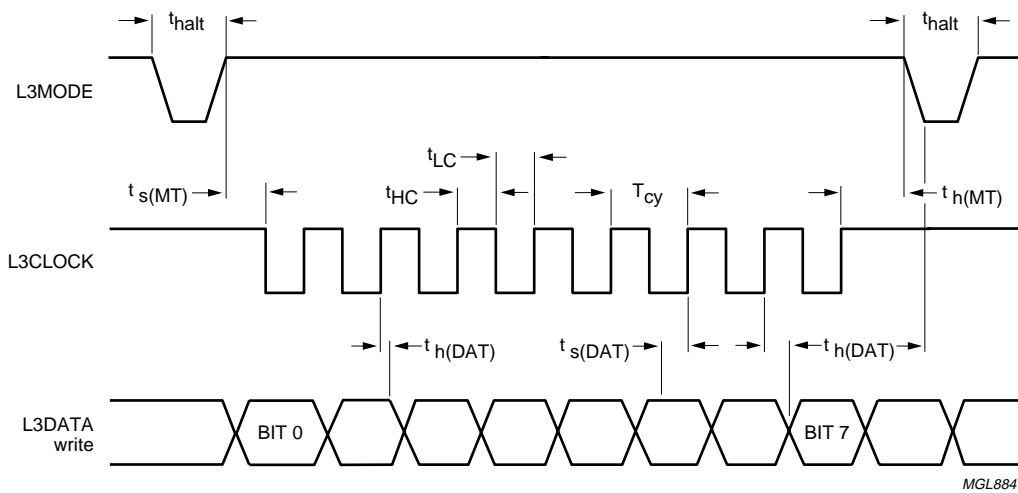 thalt
thalt
L3MODE
tLC
ts(MT)
tHC
Tcy
th(MT)
L3CLOCK
th(DAT)
ts(DAT)
th(DAT)
L3DATA
write
BIT 0
BIT 7
MGL884